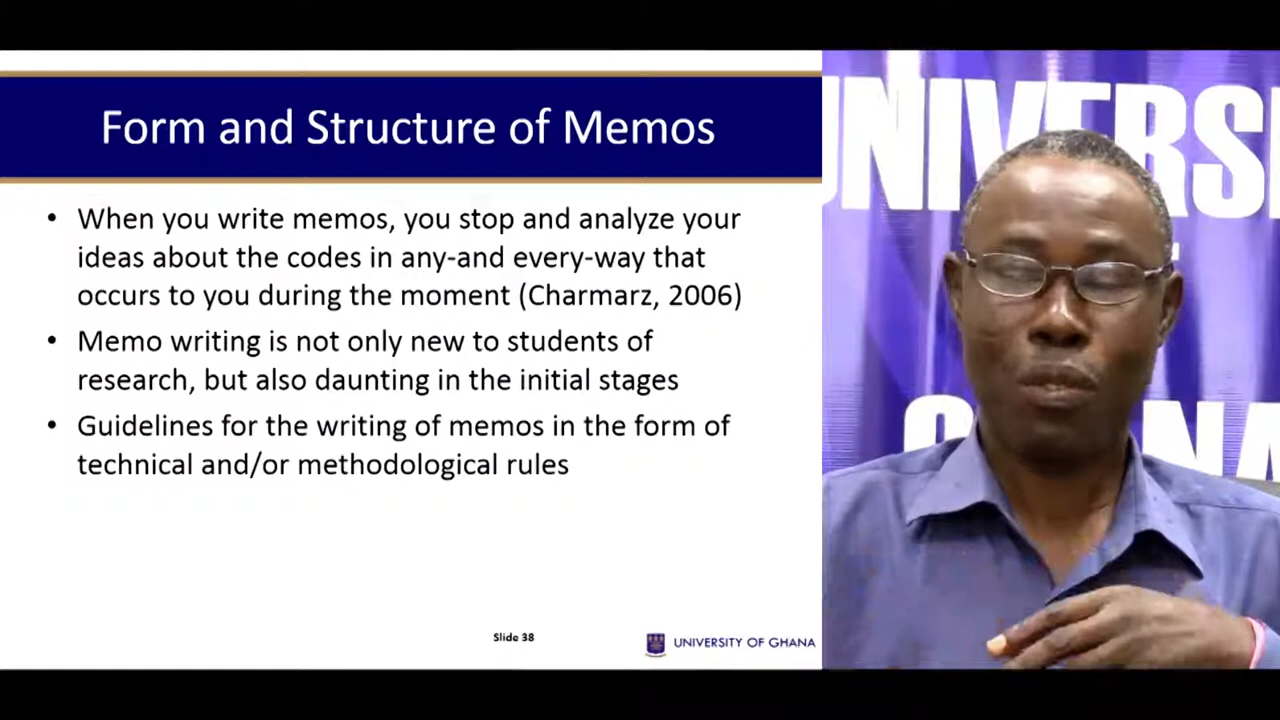 Form and Structure of Memos
• When you write memos, you stop and analyze your
ideas about the codes in any-and every-way that
occurs to you during the moment (Charmarz, 2006)
• Memo writing is not only new to students of
research, but also daunting in the initial stages
• Guidelines for the writing of memos in the form of
technical and/or methodological rules
Slide 38
UNIVERSITY OF GHANA
UNIVERSI